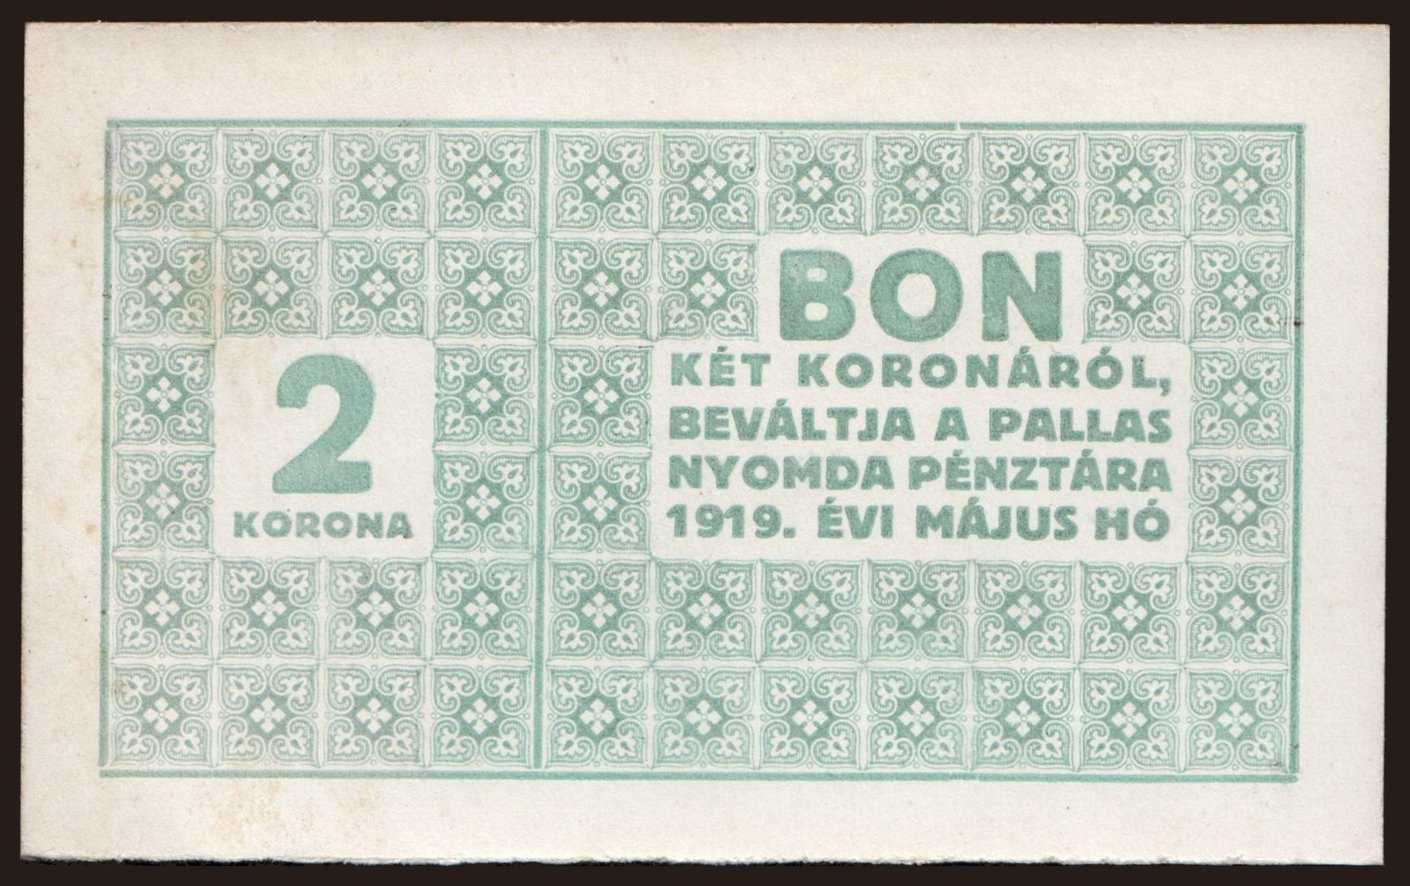 2
KORONA
BON
KÉT KORONÁRÓL,
BEVÁLTJA A PALLAS
NYOMDA PÉNZTÁRA
1919. ÉVI MÁJUS HÓ